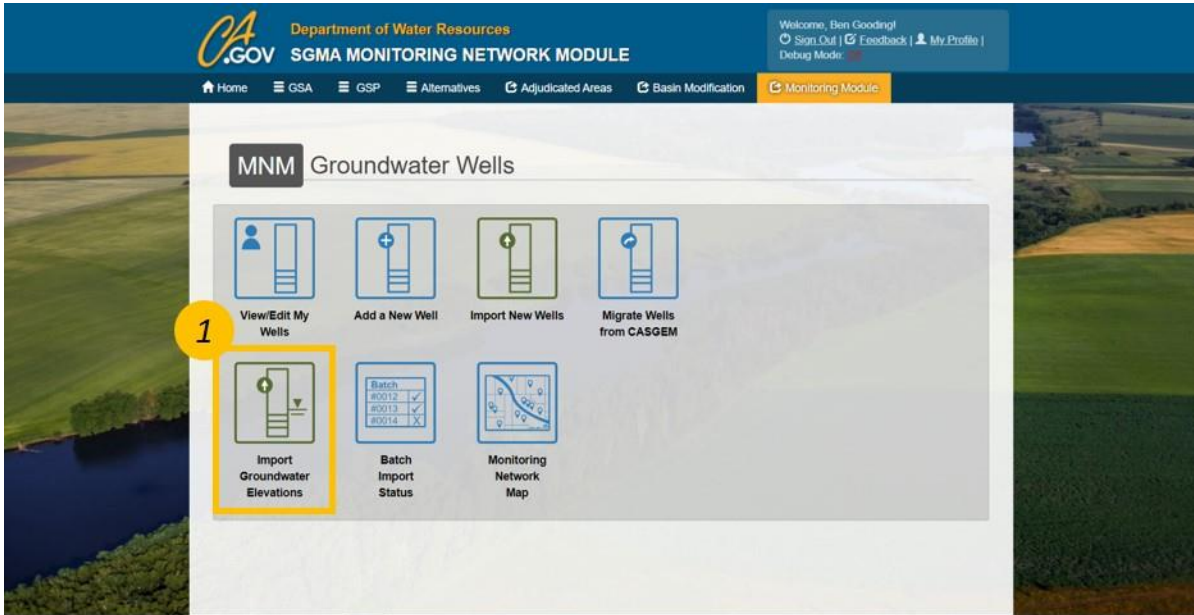 CA
.GOV
Department of Water Resources
SGMA MONITORING NETWORK MODULE
Welcome, Ben Gooding!
Sign Out | Feedback | My Profile |
Debug Mode:
Home GSA GSP Alternatives Adjudicated Areas Basin Modification Monitoring Module
MNM Groundwater Wells
View/Edit My
Wells
Add a New Well
Import New Wells
Migrate Wells
from CASGEM
1
Batch
#0012 ✓
#0013 ✓
#0014 X
Import
Groundwater
Elevations
Batch
Import
Status
Monitoring
Network
Map